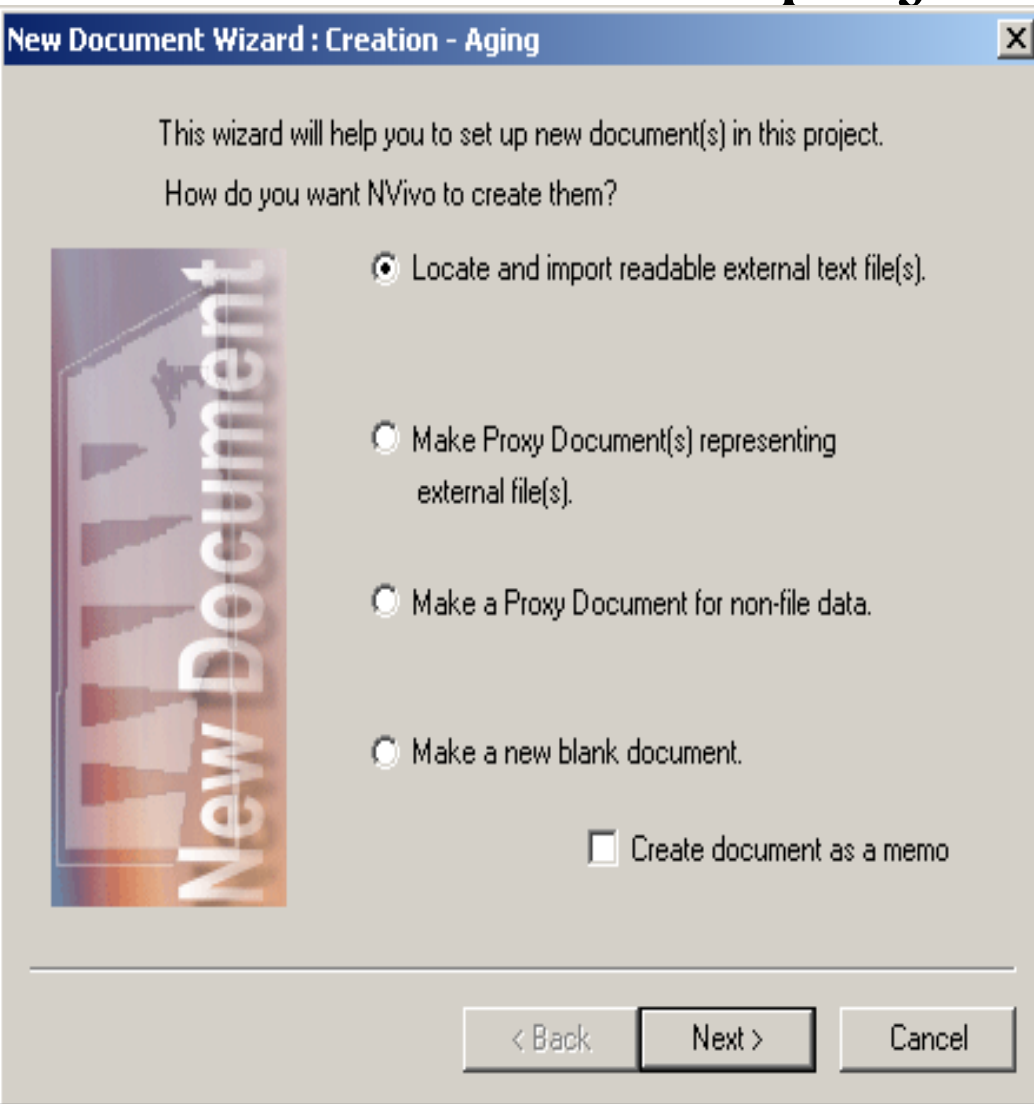 New Document Wizard : Creation - Aging
This wizard will help you to set up new document(s) in this project.
How do you want NVivo to create them?
New Document
Locate and import readable external text file(s).
Make Proxy Document(s) representing
external file(s).
Make a Proxy Document for non-file data.
Make a new blank document.
Create document as a memo
< Back
Next >
Cancel